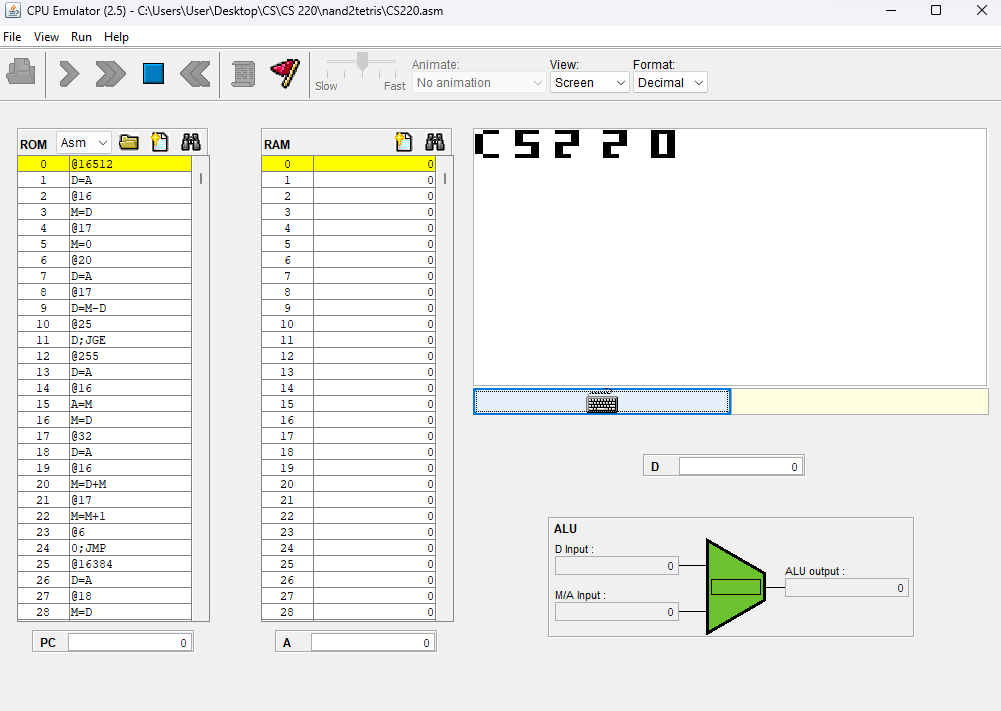 CPU Emulator (2.5) - C:\Users\User\Desktop\CS\CS 220\nand2tetris\CS220.asm
File View Run Help
Slow Fast
Animate:
No animation
View:
Screen
Format:
Decimal
ROM Asm
0 @16512
1 D=A
2 @16
3 M=D
4 @17
5 M=0
6 @20
7 D=A
8 @17
9 D=M-D
10 @25
11 D;JGE
12 @255
13 D=A
14 @16
15 A=M
16 M=D
17 @32
18 D=A
19 @16
20 M=D+M
21 @17
22 M=M+1
23 @6
24 0;JMP
25 @16384
26 D=A
27 @18
28 M=D
PC 0
RAM
0 0
1 0
2 0
3 0
4 0
5 0
6 0
7 0
8 0
9 0
10 0
11 0
12 0
13 0
14 0
15 0
16 0
17 0
18 0
19 0
20 0
21 0
22 0
23 0
24 0
25 0
26 0
27 0
28 0
A 0
CS2 2 0
D 0
ALU
D Input :
0
M/A Input :
0
ALU output :
0